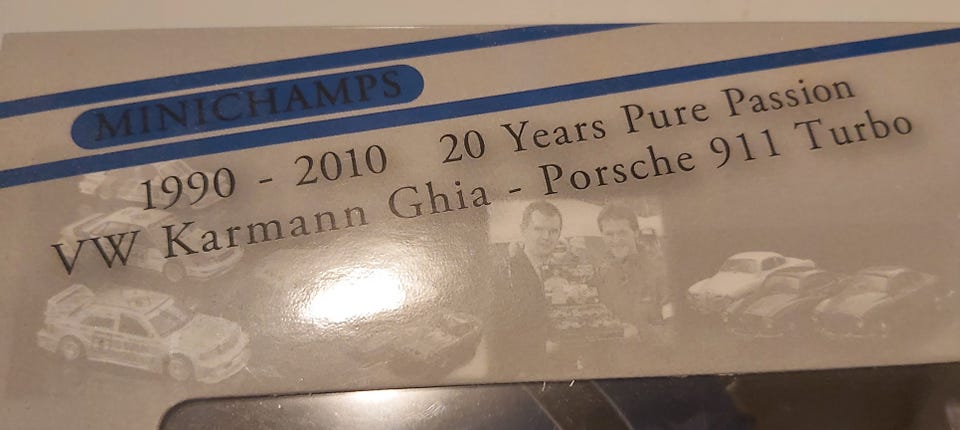 MINICHAMPS
1990 - 2010 20 Years Pure Passion
VW Karmann Ghia - Porsche 911 Turbo